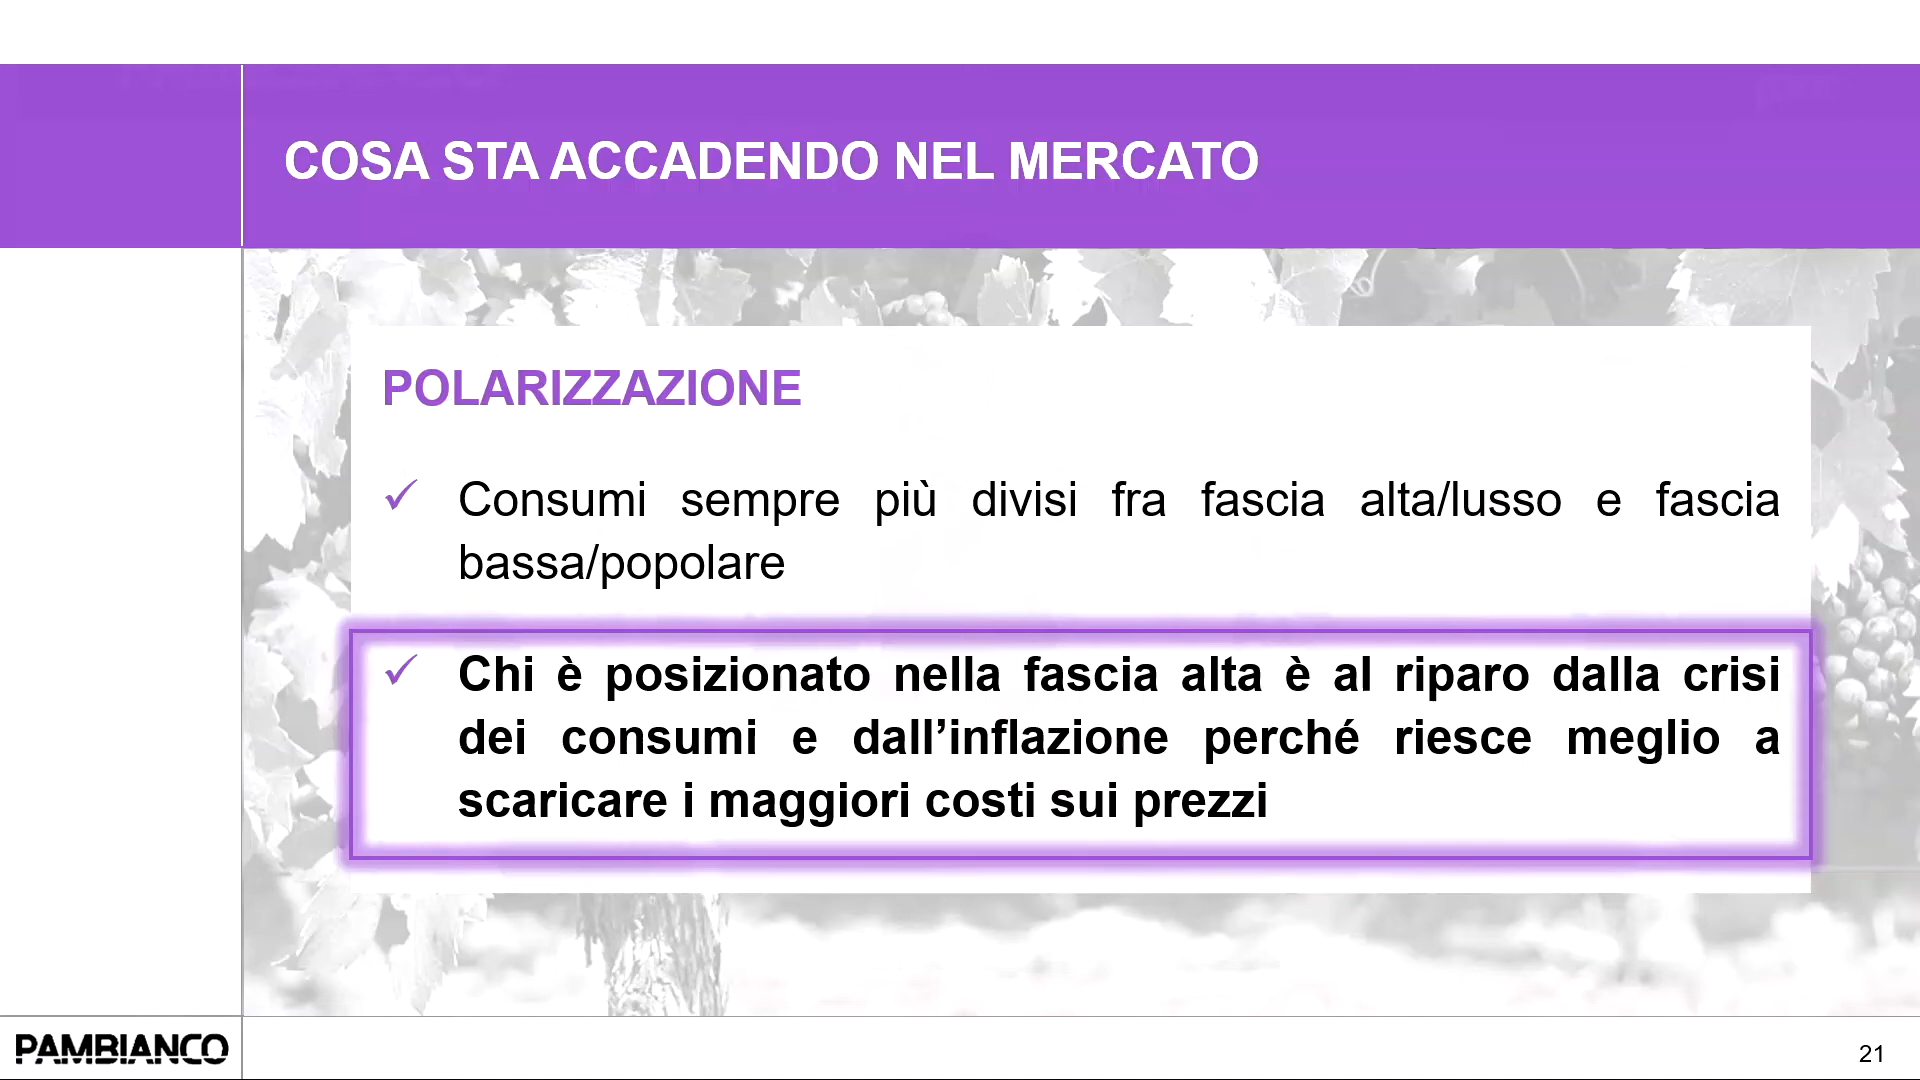 COSA STA ACCADENDO NEL MERCATO
POLARIZZAZIONE
✓ Consumi sempre più divisi fra fascia alta/lusso e fascia
bassa/popolare
✓ Chi è posizionato nella fascia alta è al riparo dalla crisi
dei consumi e dall’inflazione perché riesce meglio a
scaricare i maggiori costi sui prezzi
PAMBIANCO
21